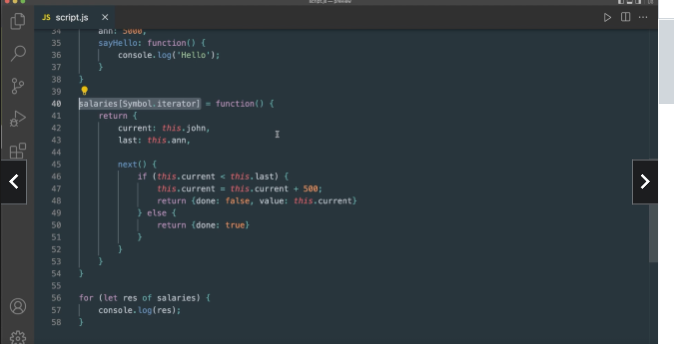 script.js — preview
JS script.js ×
34 ann: 5000,
35 sayHello: function() {
36 console.log('Hello');
37 }
38 }
39
40 salaries[Symbol.iterator] = function() {
41 return {
42 current: this.john,
43 last: this.ann,
44
45 next() {
46 if (this.current < this.last) {
47 this.current = this.current + 500;
48 return {done: false, value: this.current}
49 } else {
50 return {done: true}
51 }
52 }
53 }
54 }
55
56 for (let res of salaries) {
57 console.log(res);
58 }